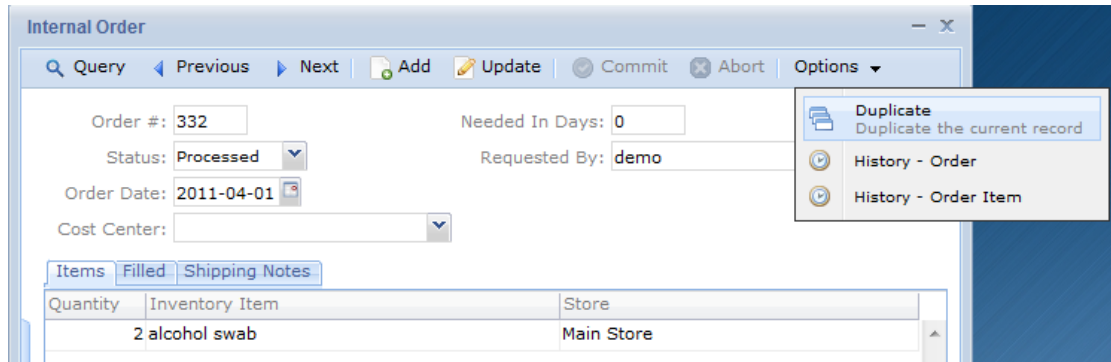 Internal Order
Query Previous Next Add Update Commit Abort Options
Order #: 332 Needed In Days: 0
Duplicate
Duplicate the current record
Status: Processed Requested By: demo
History - Order
Order Date: 2011-04-01
History - Order Item
Cost Center:
Items Filled Shipping Notes
Quantity Inventory Item Store
2 alcohol swab Main Store